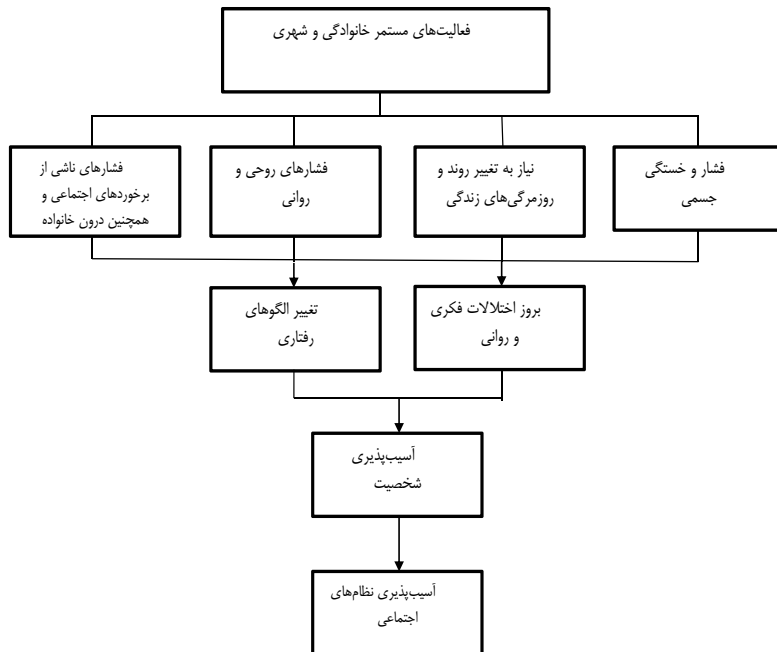 فعالیت‌های مستمر خانوادگی و شهری
فشار و خستگی
جسمی
نیاز به تغییر روند و
روزمرگی‌های زندگی
فشارهای روحی و
روانی
فشارهای ناشی از
برخوردهای اجتماعی و
همچنین درون خانواده
بروز اختلالات فکری
و روانی
تغییر الگوهای
رفتاری
آسیب‌پذیری
شخصیت
آسیب‌پذیری نظام‌های
اجتماعی